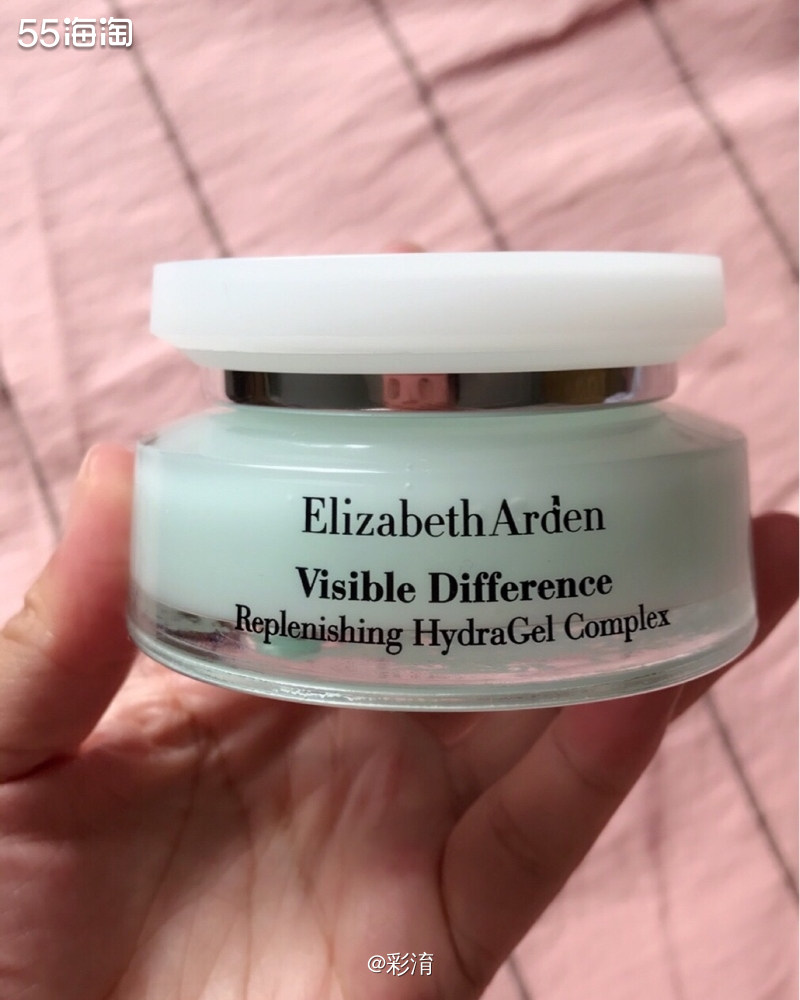 55海淘
Elizabeth Arden
Visible Difference
Replenishing HydraGel Complex
@彩淯